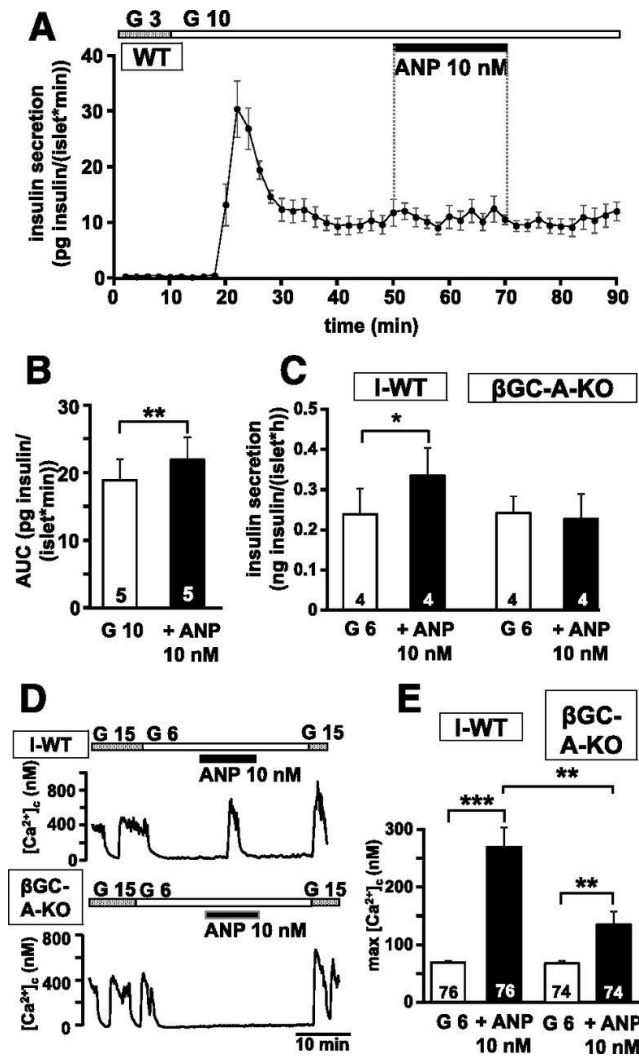 A
G 3 G 10
WT
ANP 10 nM
insulin secretion
(pg insulin/(islet*min)
40
30
20
10
0
0 10 20 30 40 50 60 70 80 90
time (min)
B
**
AUC (pg insulin/
(islet*min))
30
20
10
0
5 5
G 10 + ANP
10 nM
C
I-WT βGC-A-KO
*
insulin secretion
(ng insulin/(islet*h))
0.5
0.4
0.3
0.2
0.1
0
4 4 4 4
G 6 + ANP G 6 + ANP
10 nM 10 nM
D
G 15 G 6 G 15
I-WT
ANP 10 nM
[Ca²⁺]c (nM)
800
400
0
βGC-
A-KO
G 15 G 6 G 15
ANP 10 nM
[Ca²⁺]c (nM)
800
400
0
10 min
E
I-WT
βGC-
A-KO
**
***
**
max [Ca²⁺]c (nM)
300
150
100
50
0
76 76 74 74
G 6 + ANP G 6 + ANP
10 nM 10 nM